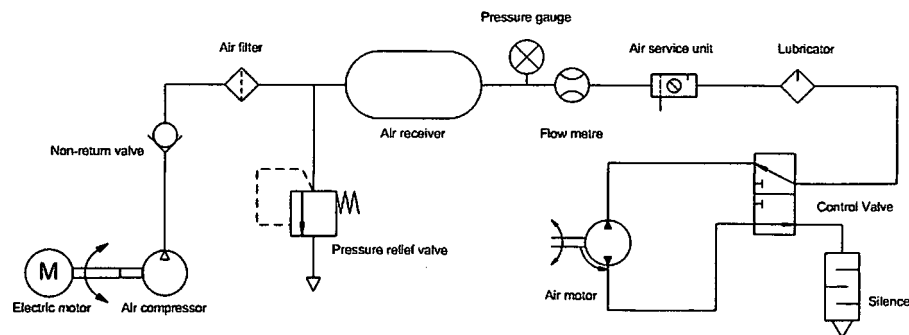 Pressure gauge
Air filter
Air service unit
Lubricator
Non-return valve
Air receiver
Flow metre
Control Valve
Pressure relief valve
M
Electric motor
Air compressor
Air motor
Silence